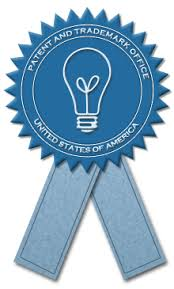 PATENT AND TRADEMARK OFFICE
UNITED STATES OF AMERICA